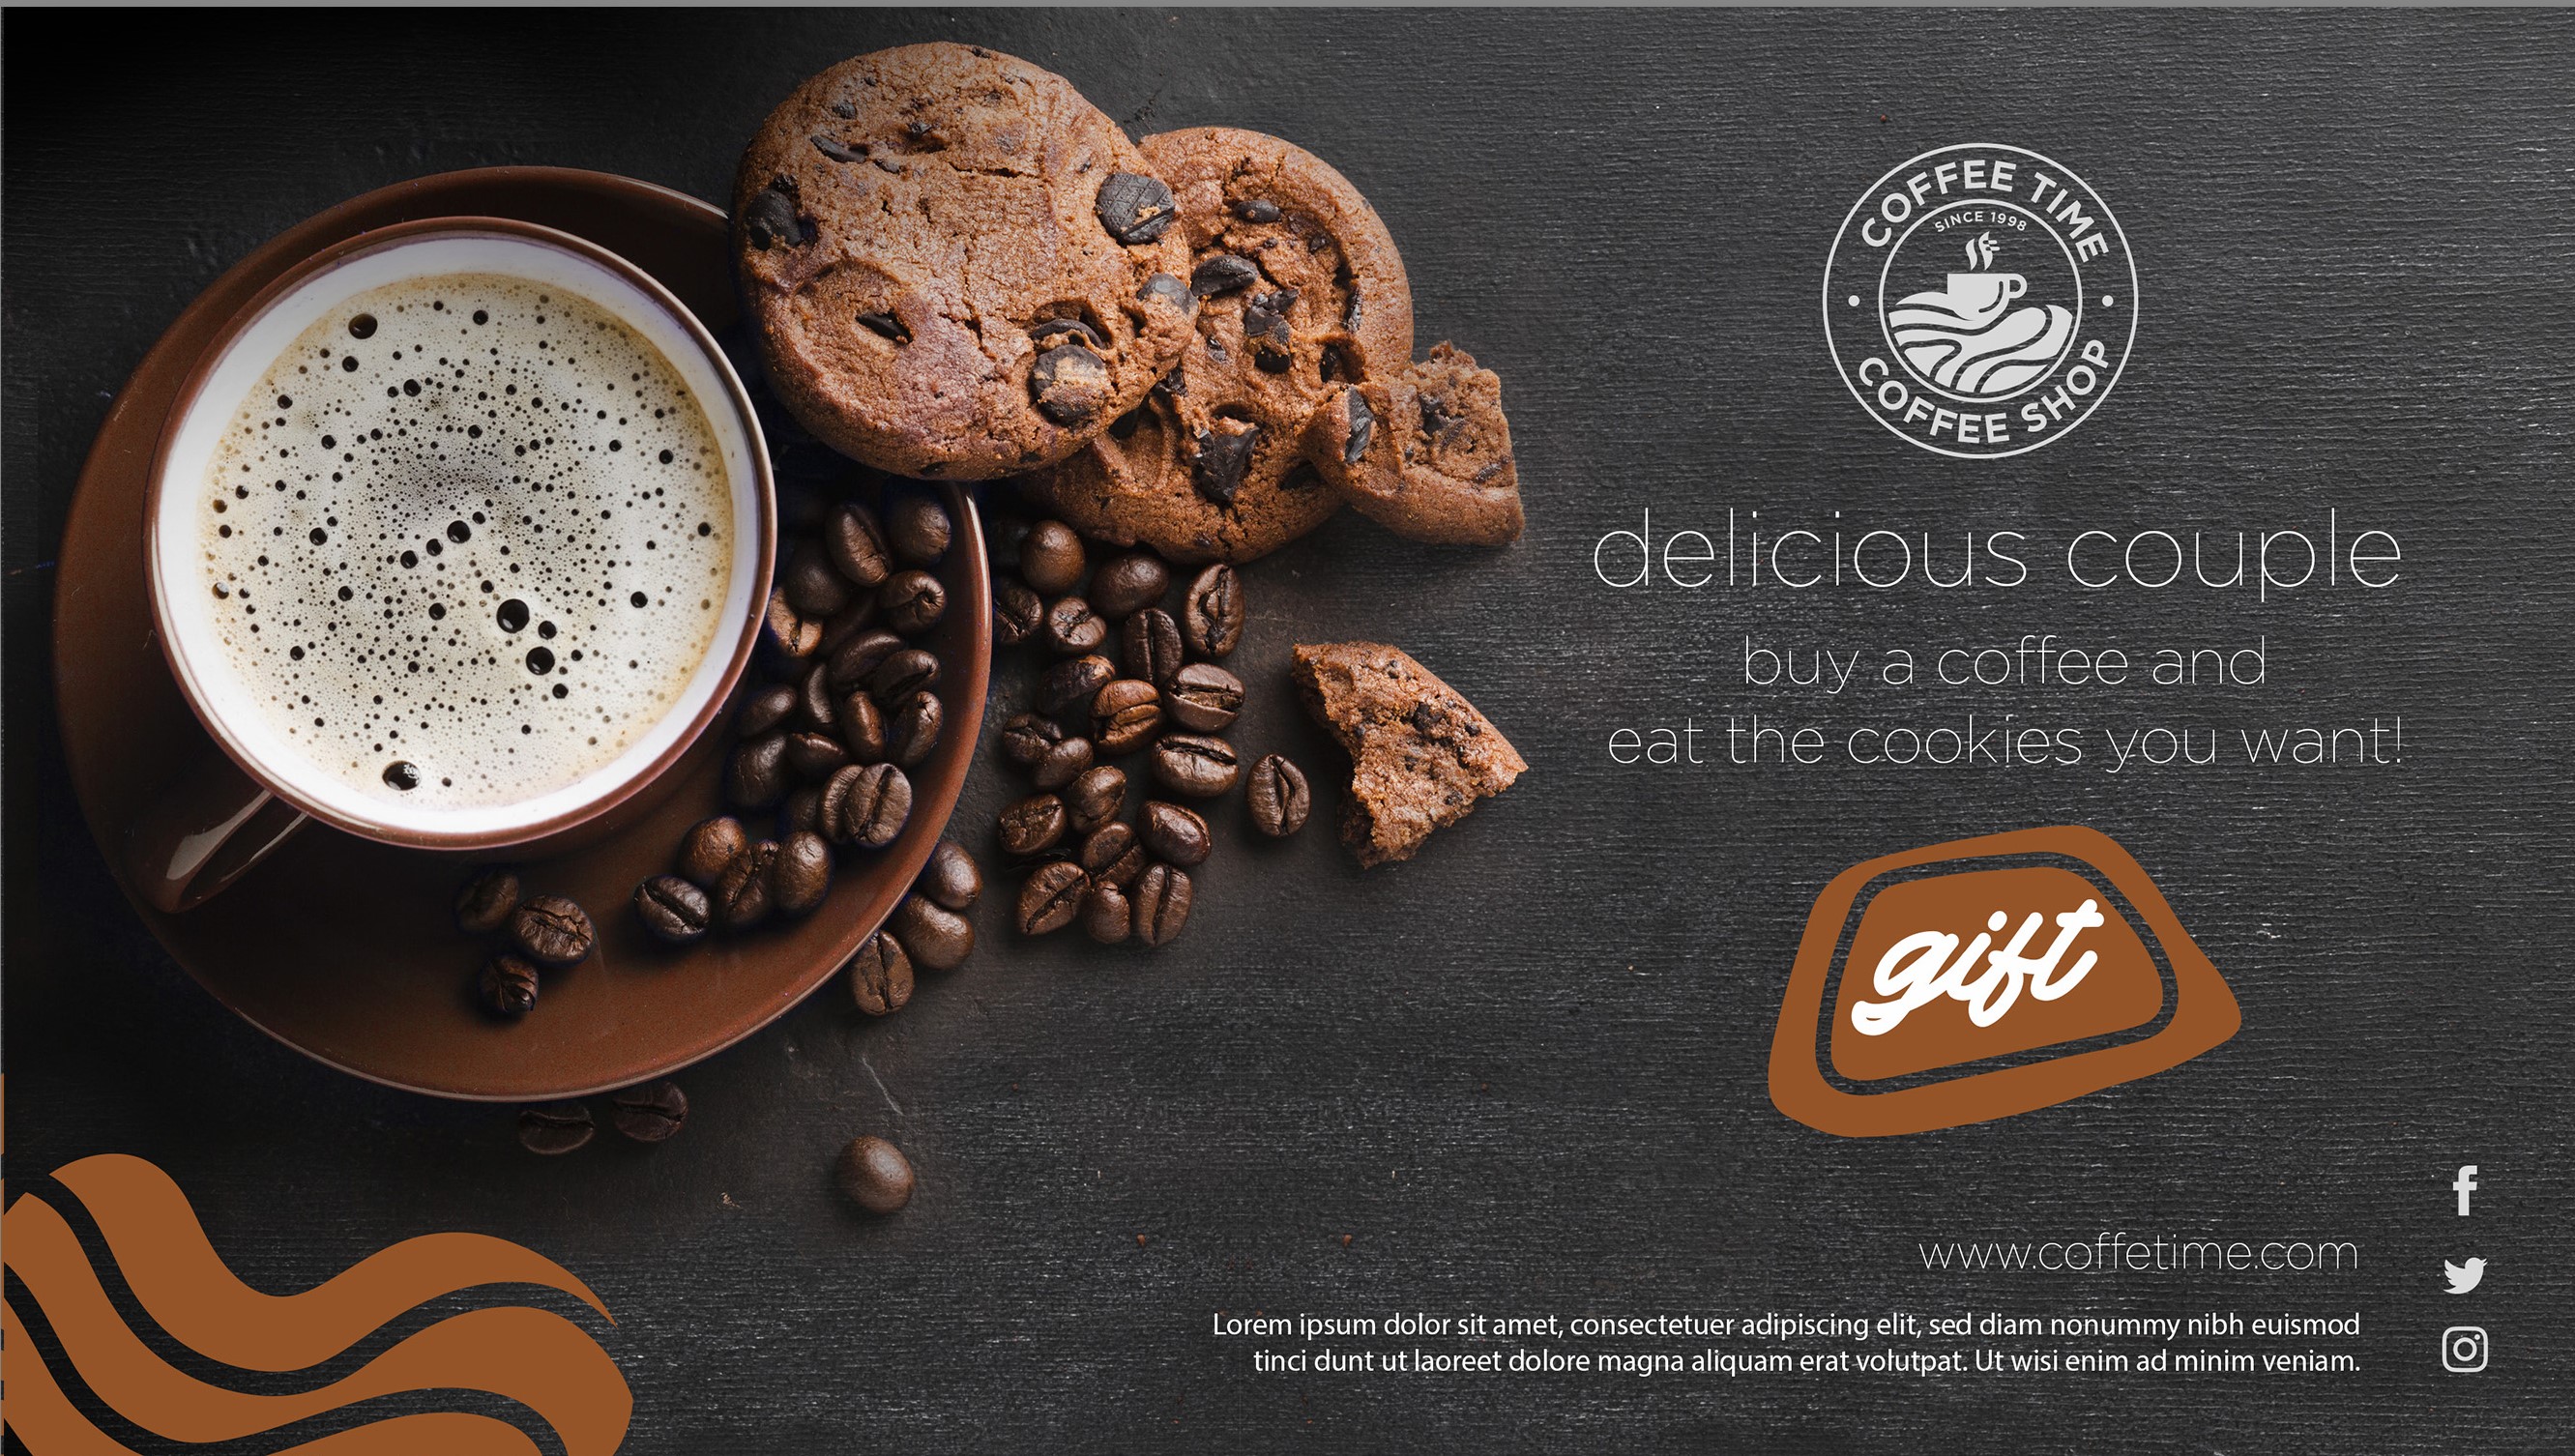 COFFEE TIME
SINCE 1998
COFFEE SHOP
delicious couple
buy a coffee and
eat the cookies you want!
gift
www.coffetime.com
Lorem ipsum dolor sit amet, consectetuer adipiscing elit, sed diam nonummy nibh euismod
tinci dunt ut laoreet dolore magna aliquam erat volutpat. Ut wisi enim ad minim veniam.